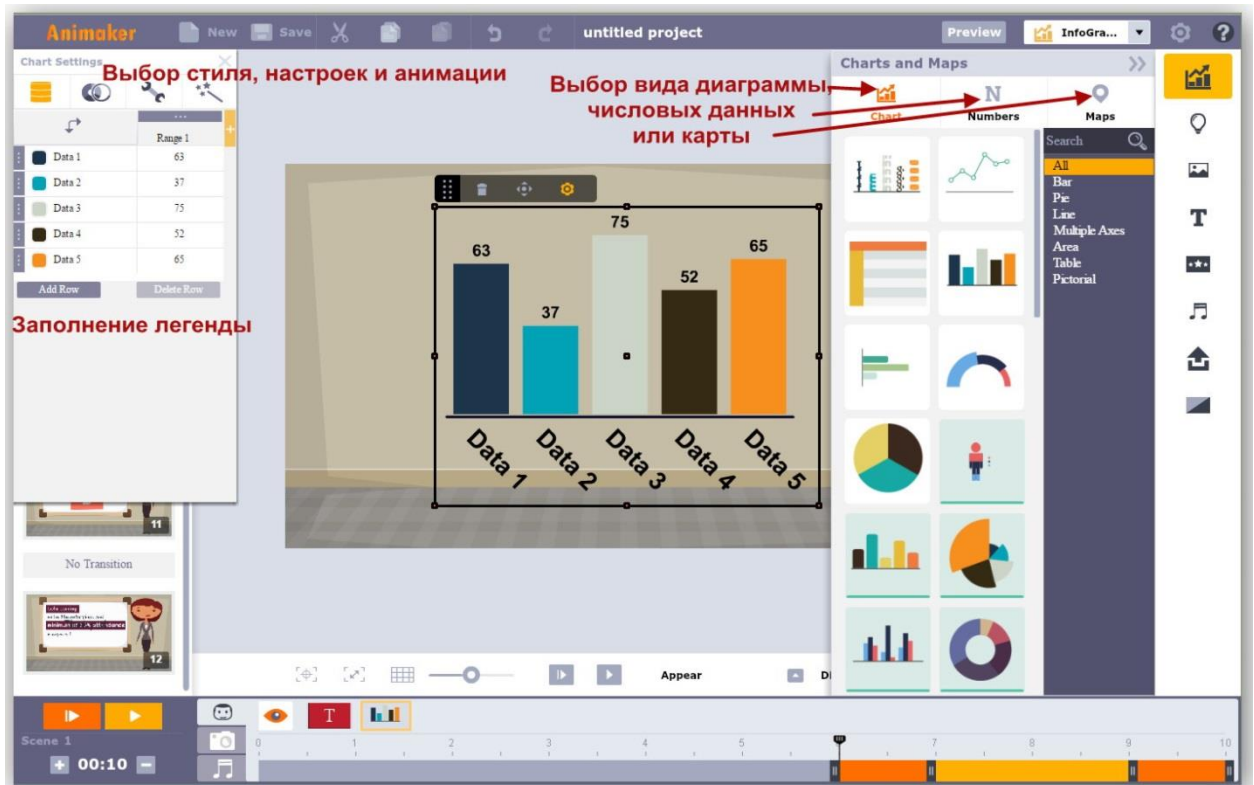 Animaker New Save untitled project Preview InfoGra... ?
Chart Settings
Выбор стиля, настроек и анимации
Range 1
Data 1 63
Data 2 37
Data 3 75
Data 4 52
Data 5 65
Add Row Delete Row
Заполнение легенды
11
No Transition
12
63
37
75
52
65
Data 1
Data 2
Data 3
Data 4
Data 5
Charts and Maps
Выбор вида диаграммы,
числовых данных
или карты
Chart
N
Numbers
Maps
Search
All
Bar
Pie
Line
Multiple Axes
Area
Table
Pictorial
T
Appear
Di
T
Scene 1
00:10
0 1 2 3 4 5 7 8 9 10